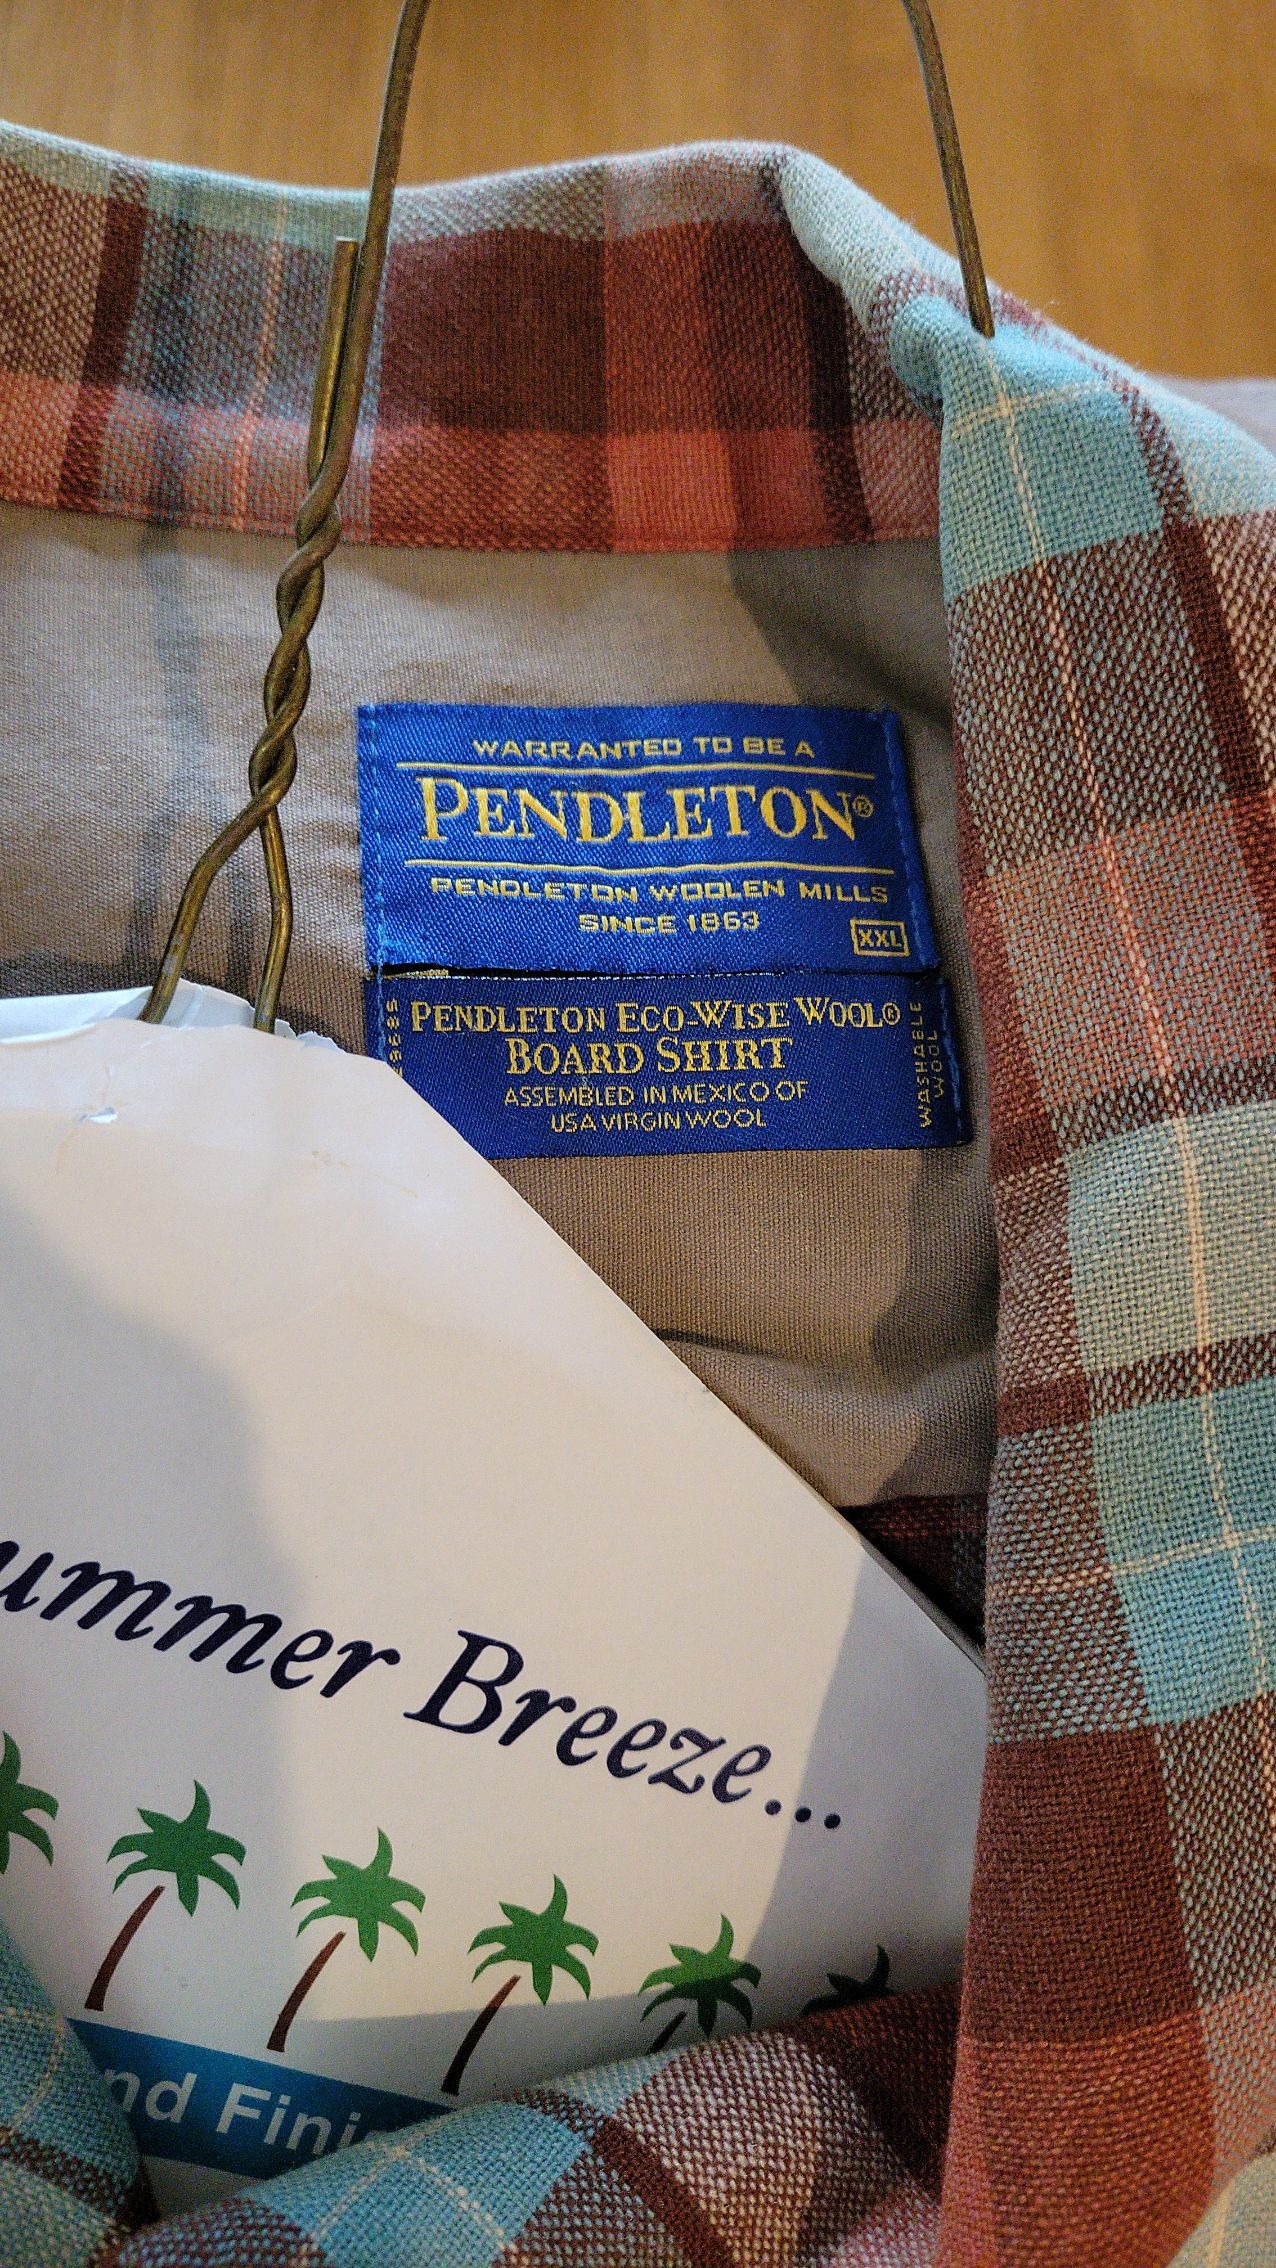 WARRANTED TO BE A
PENDLETON®
PENDLETON WOOLEN MILLS
SINCE 1863
XXL
PENDLETON ECO-WISE WOOL®
BOARD SHIRT
ASSEMBLED IN MEXICO OF
USA VIRGIN WOOL
WASHABLE
WOOL
ummer Breeze...
nd Fini